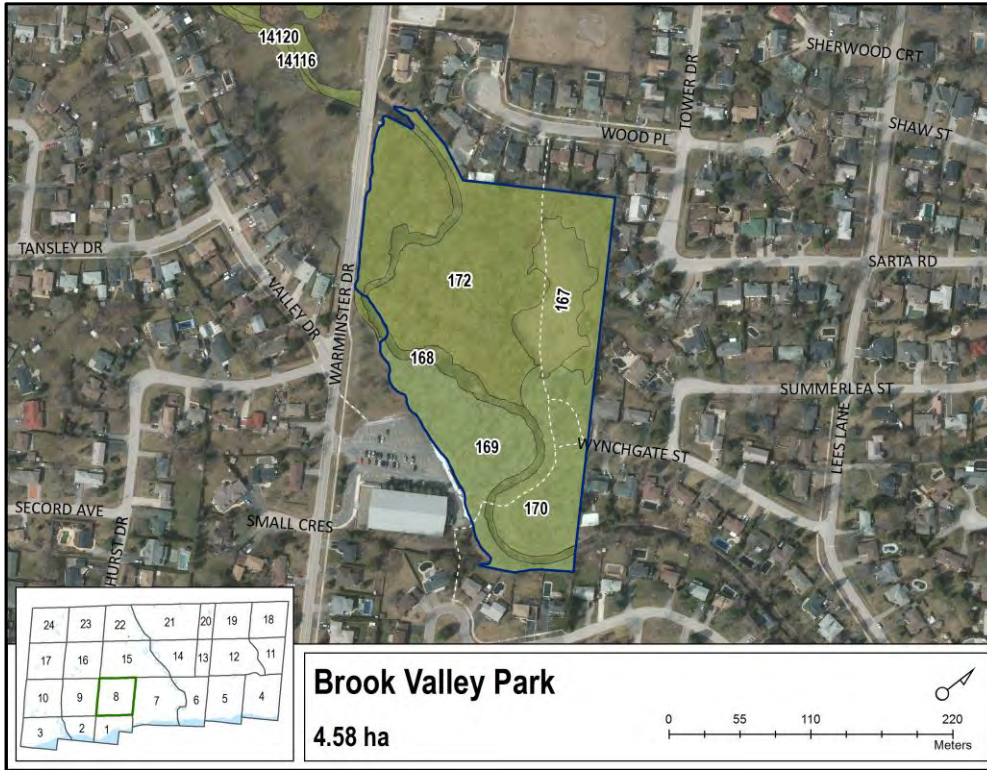 14120
14116
SHERWOOD CRT
TOWER DR
SHAW ST
WOOD PL
TANSLEY DR
VALLEY DR
WARMINSTER DR
172
167
SARTA RD
168
SUMMERLEA ST
LEES LANE
169
WYNCHGATE ST
170
SECOND AVE
HURST DR
SMALL CRES
24 23 22 21 20 19 18
17 16 15 14 13 12 11
10 9 8 7 6 5 4
3 2 1
Brook Valley Park
4.58 ha
0 55 110 220
Meters